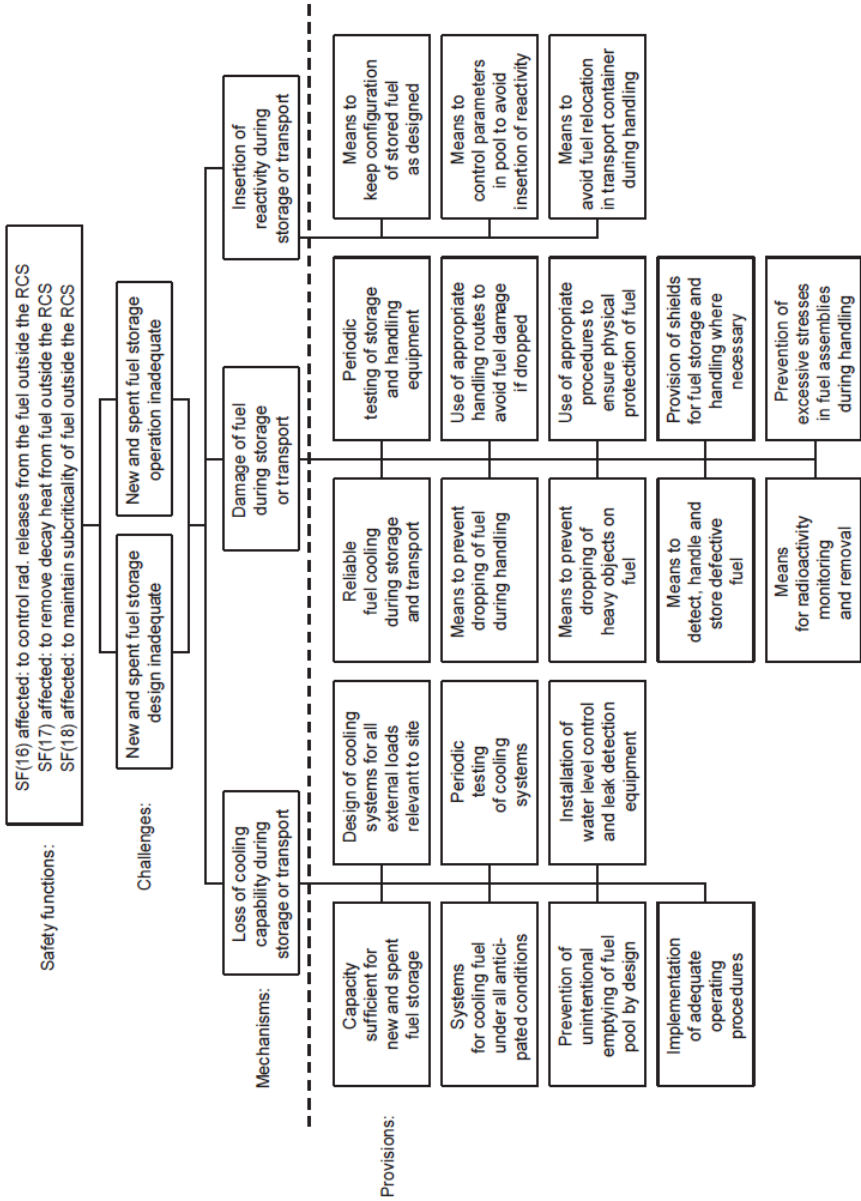 Safety functions:
SF(16) affected: to control rad. releases from the fuel outside the RCS
SF(17) affected: to remove decay heat from fuel outside the RCS
SF(18) affected: to maintain subcriticality of fuel outside the RCS
Challenges:
New and spent fuel storage
design inadequate
New and spent fuel storage
operation inadequate
Mechanisms:
Loss of cooling
capability during
storage or transport
Damage of fuel
during storage
or transport
Insertion of
reactivity during
storage or transport
Provisions:
Capacity
sufficient for
new and spent
fuel storage
Systems
for cooling fuel
under all antici-
pated conditions
Prevention of
unintentional
emptying of fuel
pool by design
Implementation
of adequate
operating
procedures
Design of cooling
systems for all
external loads
relevant to site
Periodic
testing
of cooling
systems
Installation of
water level control
and leak detection
equipment
Reliable
fuel cooling
during storage
and transport
Means to prevent
dropping of fuel
during handling
Means to prevent
dropping of
heavy objects on
fuel
Means to
detect, handle and
store defective
fuel
Means
for radioactivity
monitoring
and removal
Periodic
testing of storage
and handling
equipment
Use of appropriate
handling routes to
avoid fuel damage
if dropped
Use of appropriate
procedures to
ensure physical
protection of fuel
Provision of shields
for fuel storage and
handling where
necessary
Prevention of
excessive stresses
in fuel assemblies
during handling
Means to
keep configuration
of stored fuel
as designed
Means to
control parameters
in pool to avoid
insertion of reactivity
Means to
avoid fuel relocation
in transport container
during handling